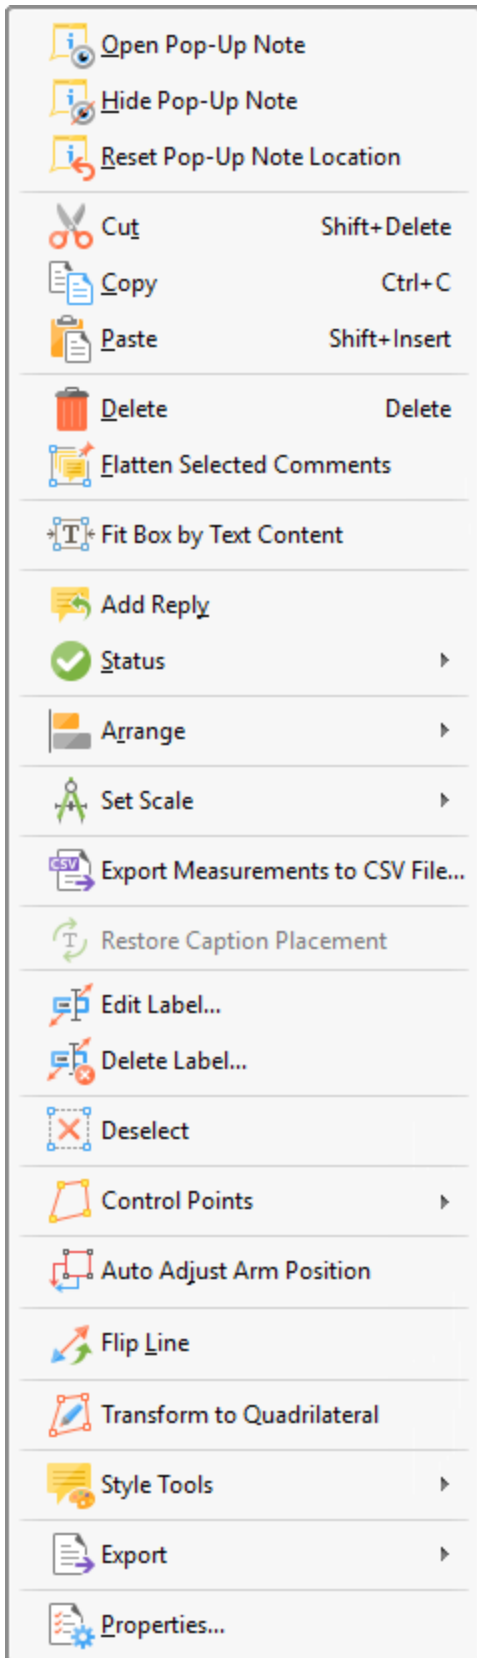 Open Pop-Up Note
Hide Pop-Up Note
Reset Pop-Up Note Location
Cut Shift+Delete
Copy Ctrl+C
Paste Shift+Insert
Delete Delete
Flatten Selected Comments
T Fit Box by Text Content
Add Reply
Status
Arrange
Set Scale
CSV Export Measurements to CSV File...
T Restore Caption Placement
Edit Label...
Delete Label...
Deselect
Control Points
Auto Adjust Arm Position
Flip Line
Transform to Quadrilateral
Style Tools
Export
Properties...